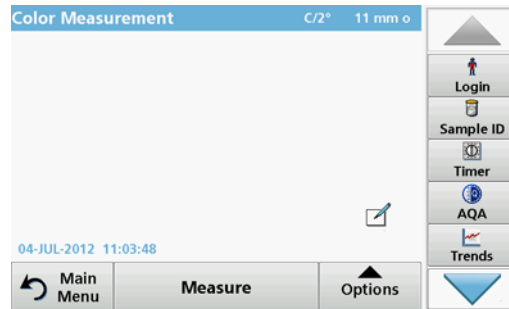 Color Measurement C/2° 11 mm o
Login
Sample ID
Timer
AQA
Trends
04-JUL-2012 11:03:48
Main
Menu
Measure
Options